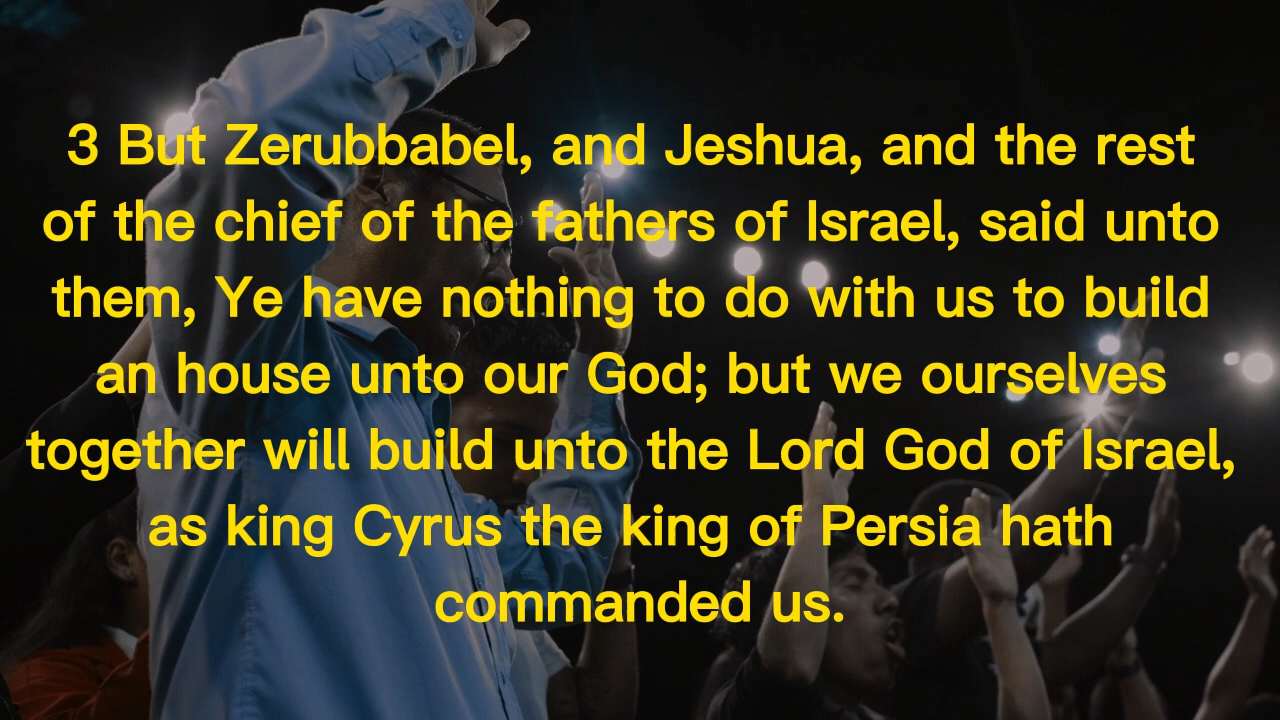 3 But Zerubbabel, and Jeshua, and the rest
of the chief of the fathers of Israel, said unto
them, Ye have nothing to do with us to build
an house unto our God; but we ourselves
together will build unto the Lord God of Israel,
as king Cyrus the king of Persia hath
commanded us.